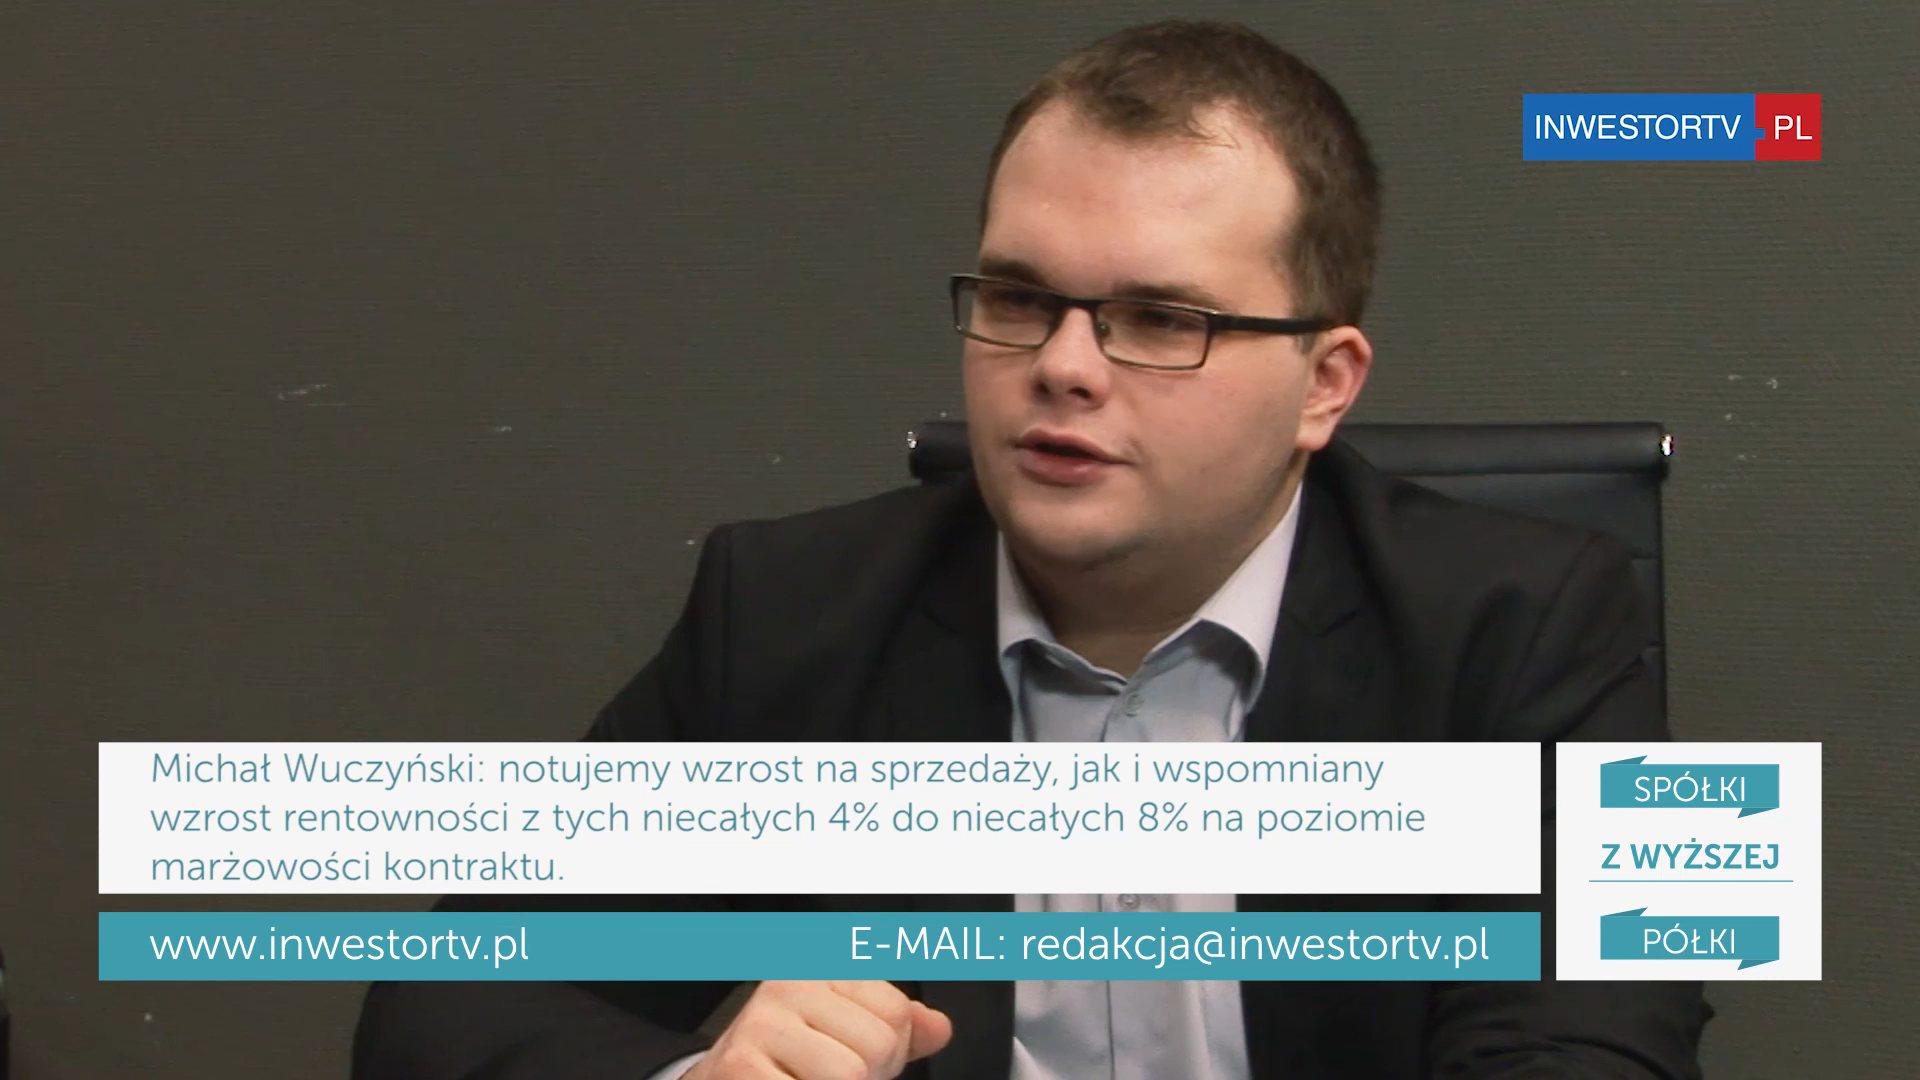 INWESTORTV.PL
Michał Wuczyński: notujemy wzrost na sprzedaży, jak i wspomniany
wzrost rentowności z tych niecałych 4% do niecałych 8% na poziomie
marżowości kontraktu.
www.inwestortv.pl E-MAIL: redakcja@inwestortv.pl
SPÓŁKI
Z WYŻSZEJ
PÓŁKI